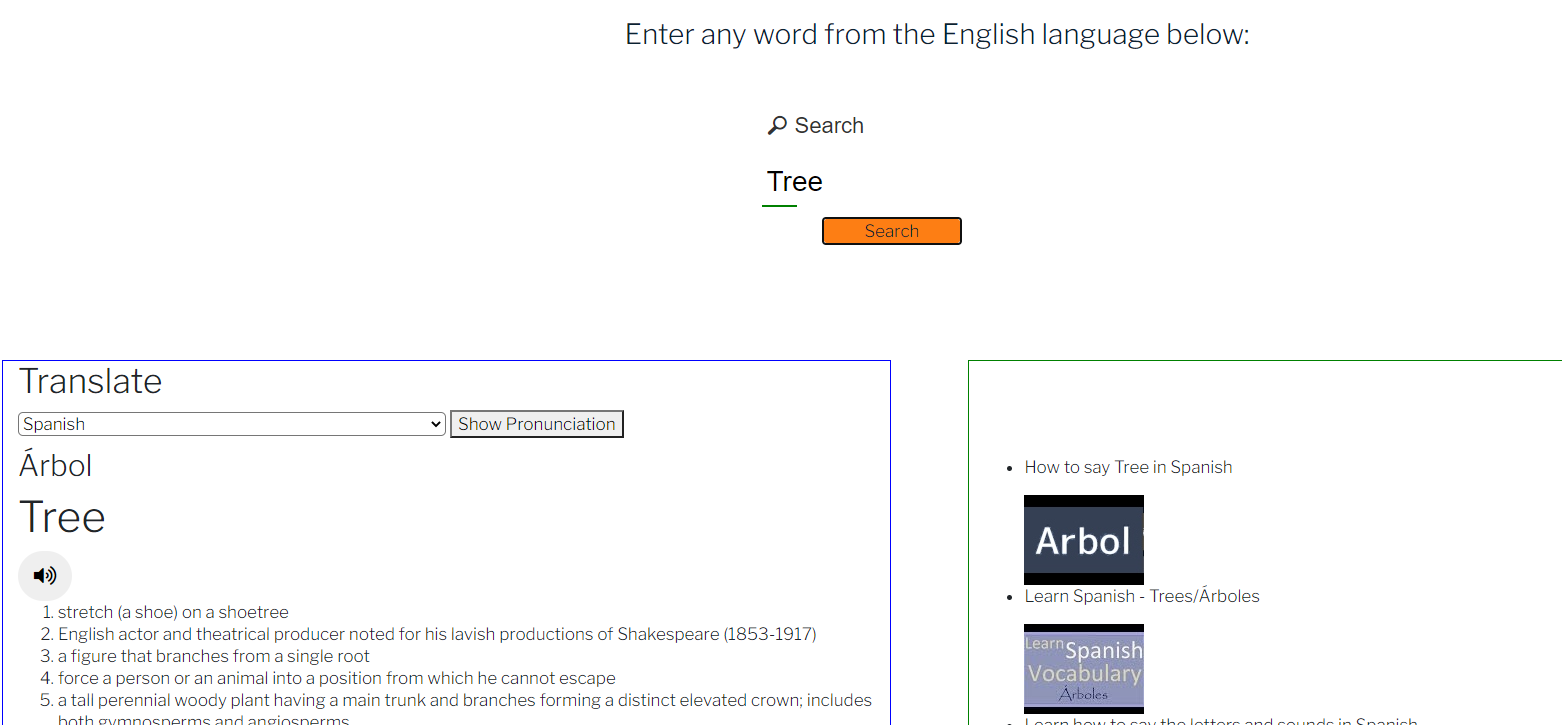 Enter any word from the English language below:
Search
Tree
Search
Translate
Spanish
Show Pronunciation
Árbol
Tree
1. stretch (a shoe) on a shoetree
2. English actor and theatrical producer noted for his lavish productions of Shakespeare (1853-1917)
3. a figure that branches from a single root
4. force a person or an animal into a position from which he cannot escape
5. a tall perennial woody plant having a main trunk and branches forming a distinct elevated crown; includes
both gymnosperms and angiosperms
• How to say Tree in Spanish
Arbol
• Learn Spanish - Trees/Árboles
Learn Spanish
Vocabulary
Árboles
• Learn how to say the letters and sounds in Spanish